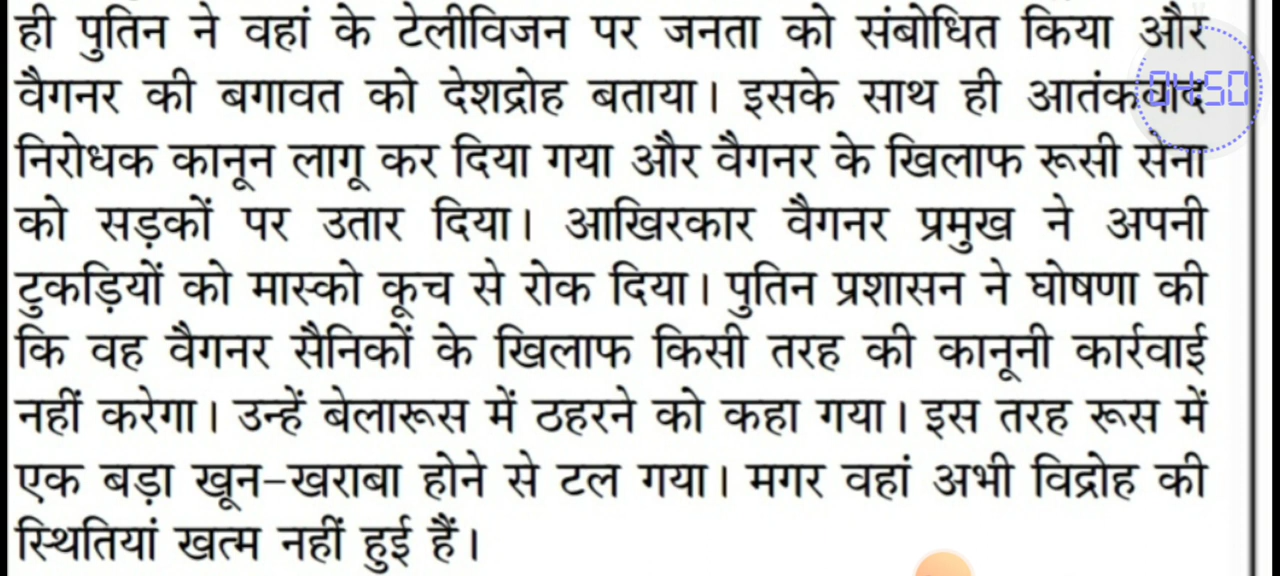 ही पुतिन ने वहां के टेलीविजन पर जनता को संबोधित किया और
वैगनर की बगावत को देशद्रोह बताया। इसके साथ ही आतंकवाद
04:50
निरोधक कानून लागू कर दिया गया और वैगनर के खिलाफ रूसी सेना
को सड़कों पर उतार दिया। आखिरकार वैगनर प्रमुख ने अपनी
टुकड़ियों को मास्को कूच से रोक दिया। पुतिन प्रशासन ने घोषणा की
कि वह वैगनर सैनिकों के खिलाफ किसी तरह की कानूनी कार्रवाई
नहीं करेगा। उन्हें बेलारूस में ठहरने को कहा गया। इस तरह रूस में
एक बड़ा खून-खराबा होने से टल गया। मगर वहां अभी विद्रोह की
स्थितियां खत्म नहीं हुई हैं।